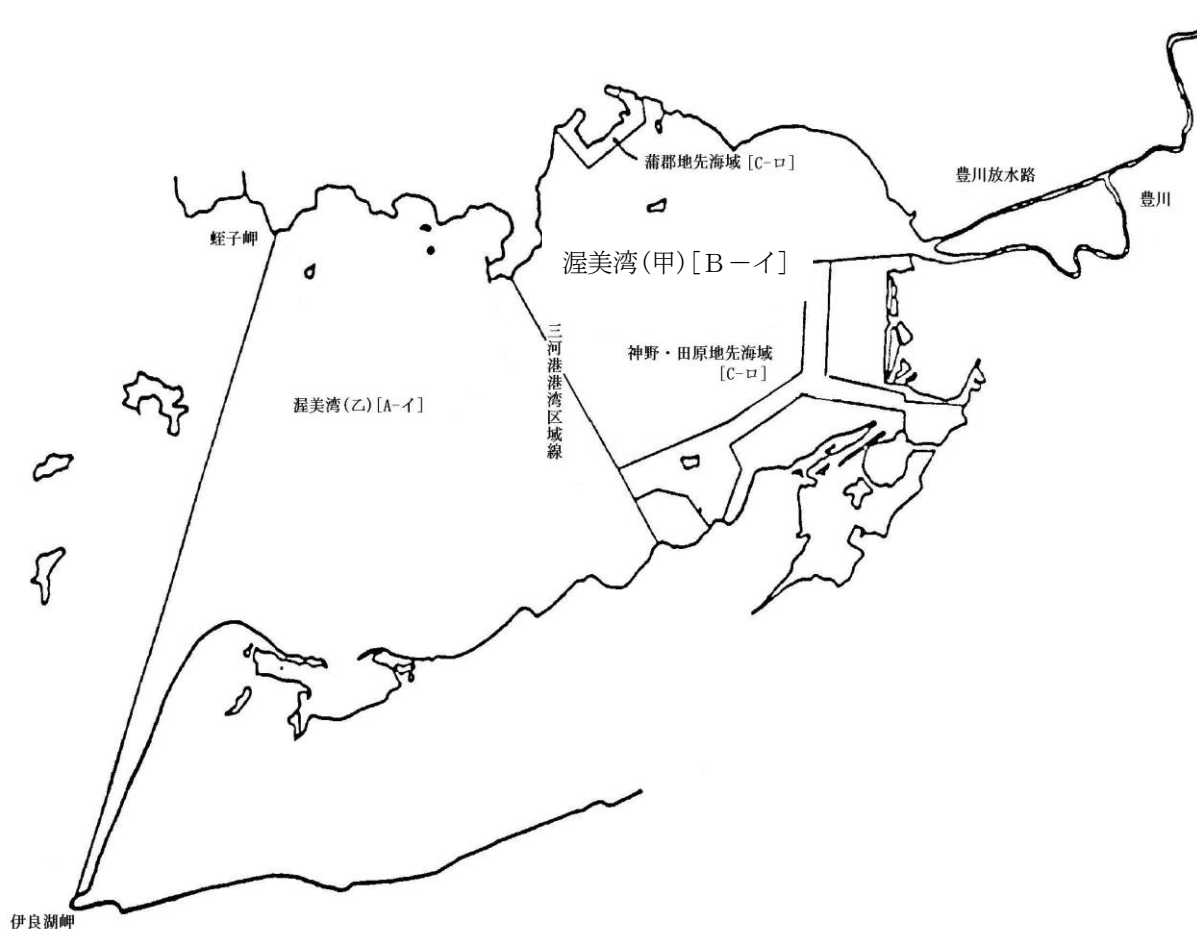 蒲郡地先海域[C-ロ]
豊川放水路
豊川
蛭子岬
渥美湾(甲)[B-イ]
三河港港湾区域線
神野・田原地先海域
[C-ロ]
渥美湾(乙)[A-イ]
伊良湖岬